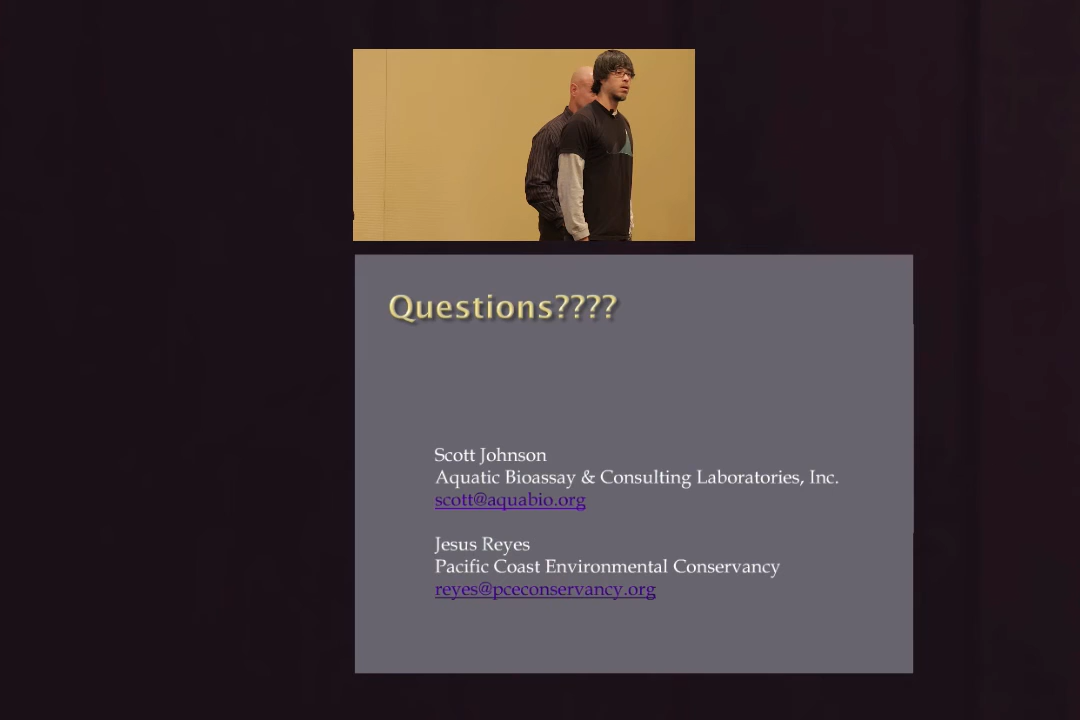 Questions????
Scott Johnson
Aquatic Bioassay & Consulting Laboratories, Inc.
scott@aquabio.org
Jesus Reyes
Pacific Coast Environmental Conservancy
reyes@pceconservancy.org